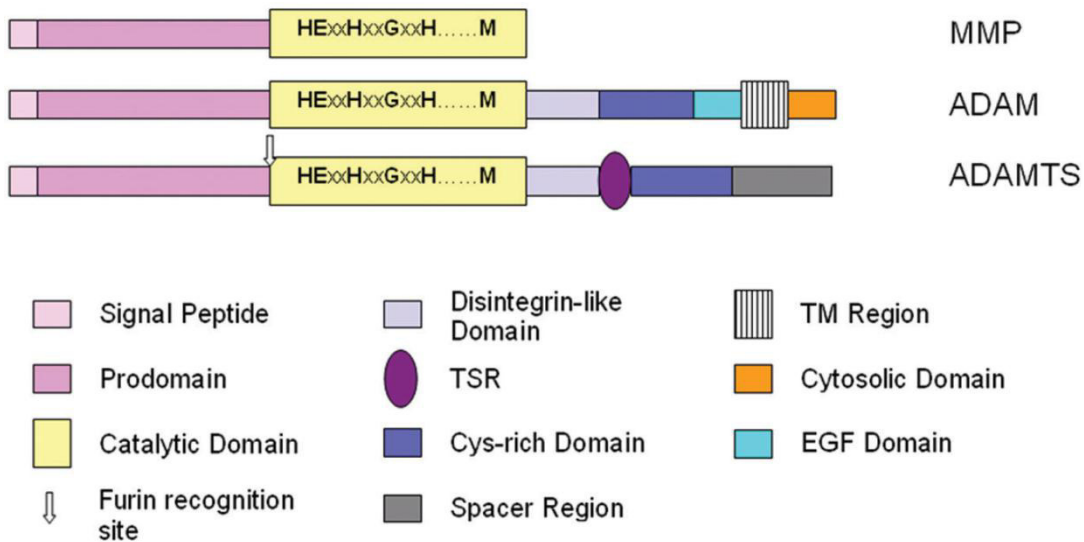 HExxHxxGxxH......M
MMP
HExxHxxGxxH......M
ADAM
HExxHxxGxxH......M
ADAMTS
Signal Peptide
Disintrgrin-like
Domain
TM Region
Prodomain
TSR
Cytosolic Domain
Catalytic Domain
Cys-rich Domain
EGF Domain
Furin recognition
site
Spacer Region